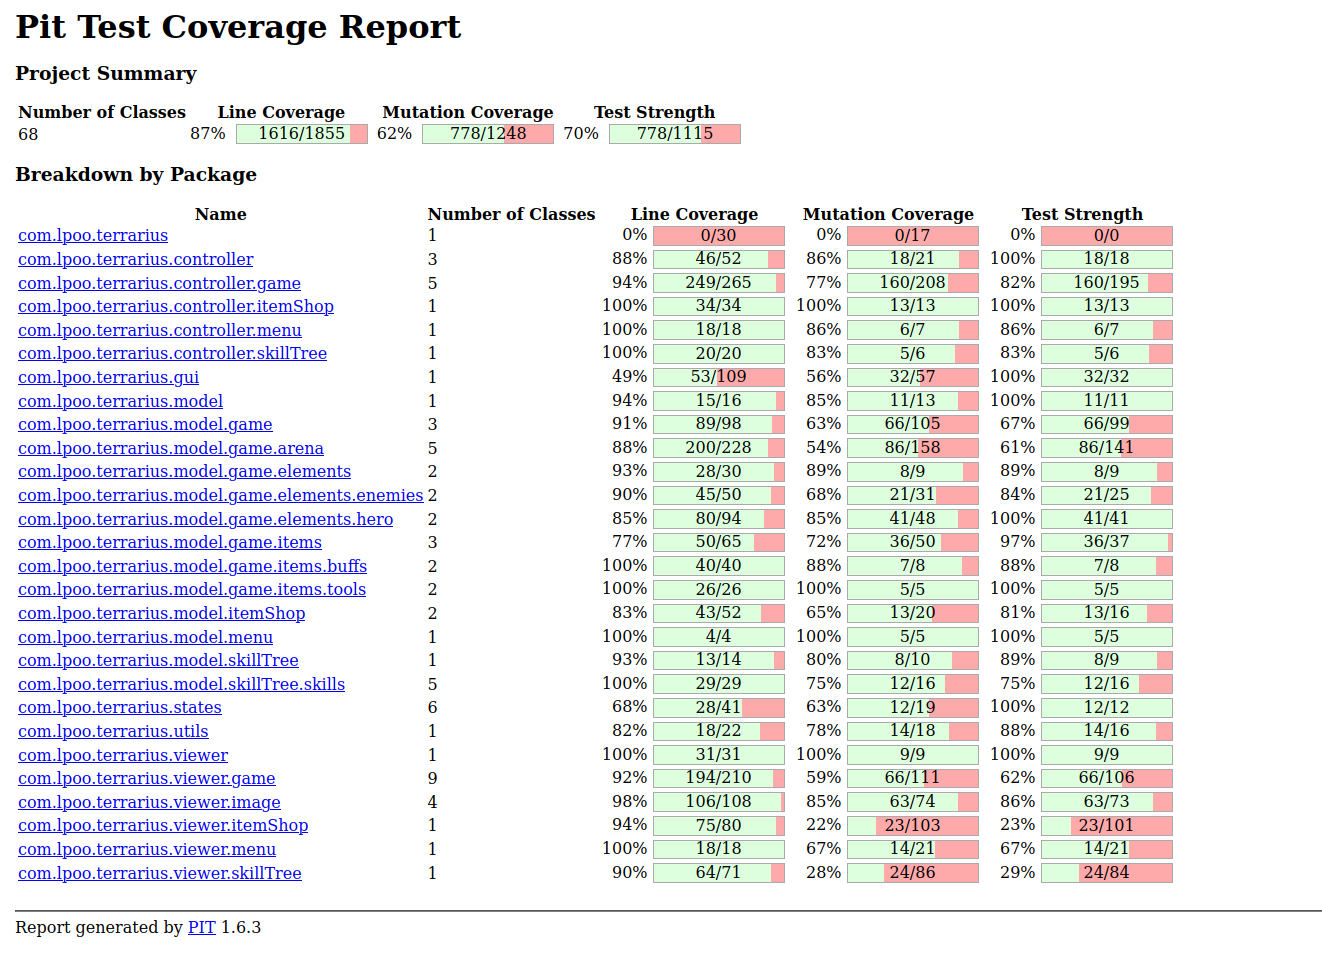 Pit Test Coverage Report
Project Summary
Number of Classes Line Coverage Mutation Coverage Test Strength
68 87% 1616/1855 62% 778/1248 70% 778/1115
Breakdown by Package
Name Number of Classes Line Coverage Mutation Coverage Test Strength
com.lpoo.terrarius 1 0% 0/30 0% 0/17 0% 0/0
com.lpoo.terrarius.controller 3 88% 46/52 86% 18/21 100% 18/18
com.lpoo.terrarius.controller.game 5 94% 249/265 77% 160/208 82% 160/195
com.lpoo.terrarius.controller.itemShop 1 100% 34/34 100% 13/13 100% 13/13
com.lpoo.terrarius.controller.menu 1 100% 18/18 86% 6/7 86% 6/7
com.lpoo.terrarius.controller.skillTree 1 100% 20/20 83% 5/6 83% 5/6
com.lpoo.terrarius.gui 1 49% 53/109 56% 32/57 100% 32/32
com.lpoo.terrarius.model 1 94% 15/16 85% 11/13 100% 11/11
com.lpoo.terrarius.model.game 3 91% 89/98 63% 66/105 67% 66/99
com.lpoo.terrarius.model.game.arena 5 88% 200/228 54% 86/158 61% 86/141
com.lpoo.terrarius.model.game.elements 2 93% 28/30 89% 8/9 89% 8/9
com.lpoo.terrarius.model.game.elements.enemies 2 90% 45/50 68% 21/31 84% 21/25
com.lpoo.terrarius.model.game.elements.hero 2 85% 80/94 85% 41/48 100% 41/41
com.lpoo.terrarius.model.game.items 3 77% 50/65 72% 36/50 97% 36/37
com.lpoo.terrarius.model.game.items.buffs 2 100% 40/40 88% 7/8 88% 7/8
com.lpoo.terrarius.model.game.items.tools 2 100% 26/26 100% 5/5 100% 5/5
com.lpoo.terrarius.model.itemShop 2 83% 43/52 65% 13/20 81% 13/16
com.lpoo.terrarius.model.menu 1 100% 4/4 100% 5/5 100% 5/5
com.lpoo.terrarius.model.skillTree 1 93% 13/14 80% 8/10 89% 8/9
com.lpoo.terrarius.model.skillTree.skills 5 100% 29/29 75% 12/16 75% 12/16
com.lpoo.terrarius.states 6 68% 28/41 63% 12/19 100% 12/12
com.lpoo.terrarius.utils 1 82% 18/22 78% 14/18 88% 14/16
com.lpoo.terrarius.viewer 1 100% 31/31 100% 9/9 100% 9/9
com.lpoo.terrarius.viewer.game 9 92% 194/210 59% 66/111 62% 66/106
com.lpoo.terrarius.viewer.image 4 98% 106/108 85% 63/74 86% 63/73
com.lpoo.terrarius.viewer.itemShop 1 94% 75/80 22% 23/103 23% 23/101
com.lpoo.terrarius.viewer.menu 1 100% 18/18 67% 14/21 67% 14/21
com.lpoo.terrarius.viewer.skillTree 1 90% 64/71 28% 24/86 29% 24/84
Report generated by PIT 1.6.3